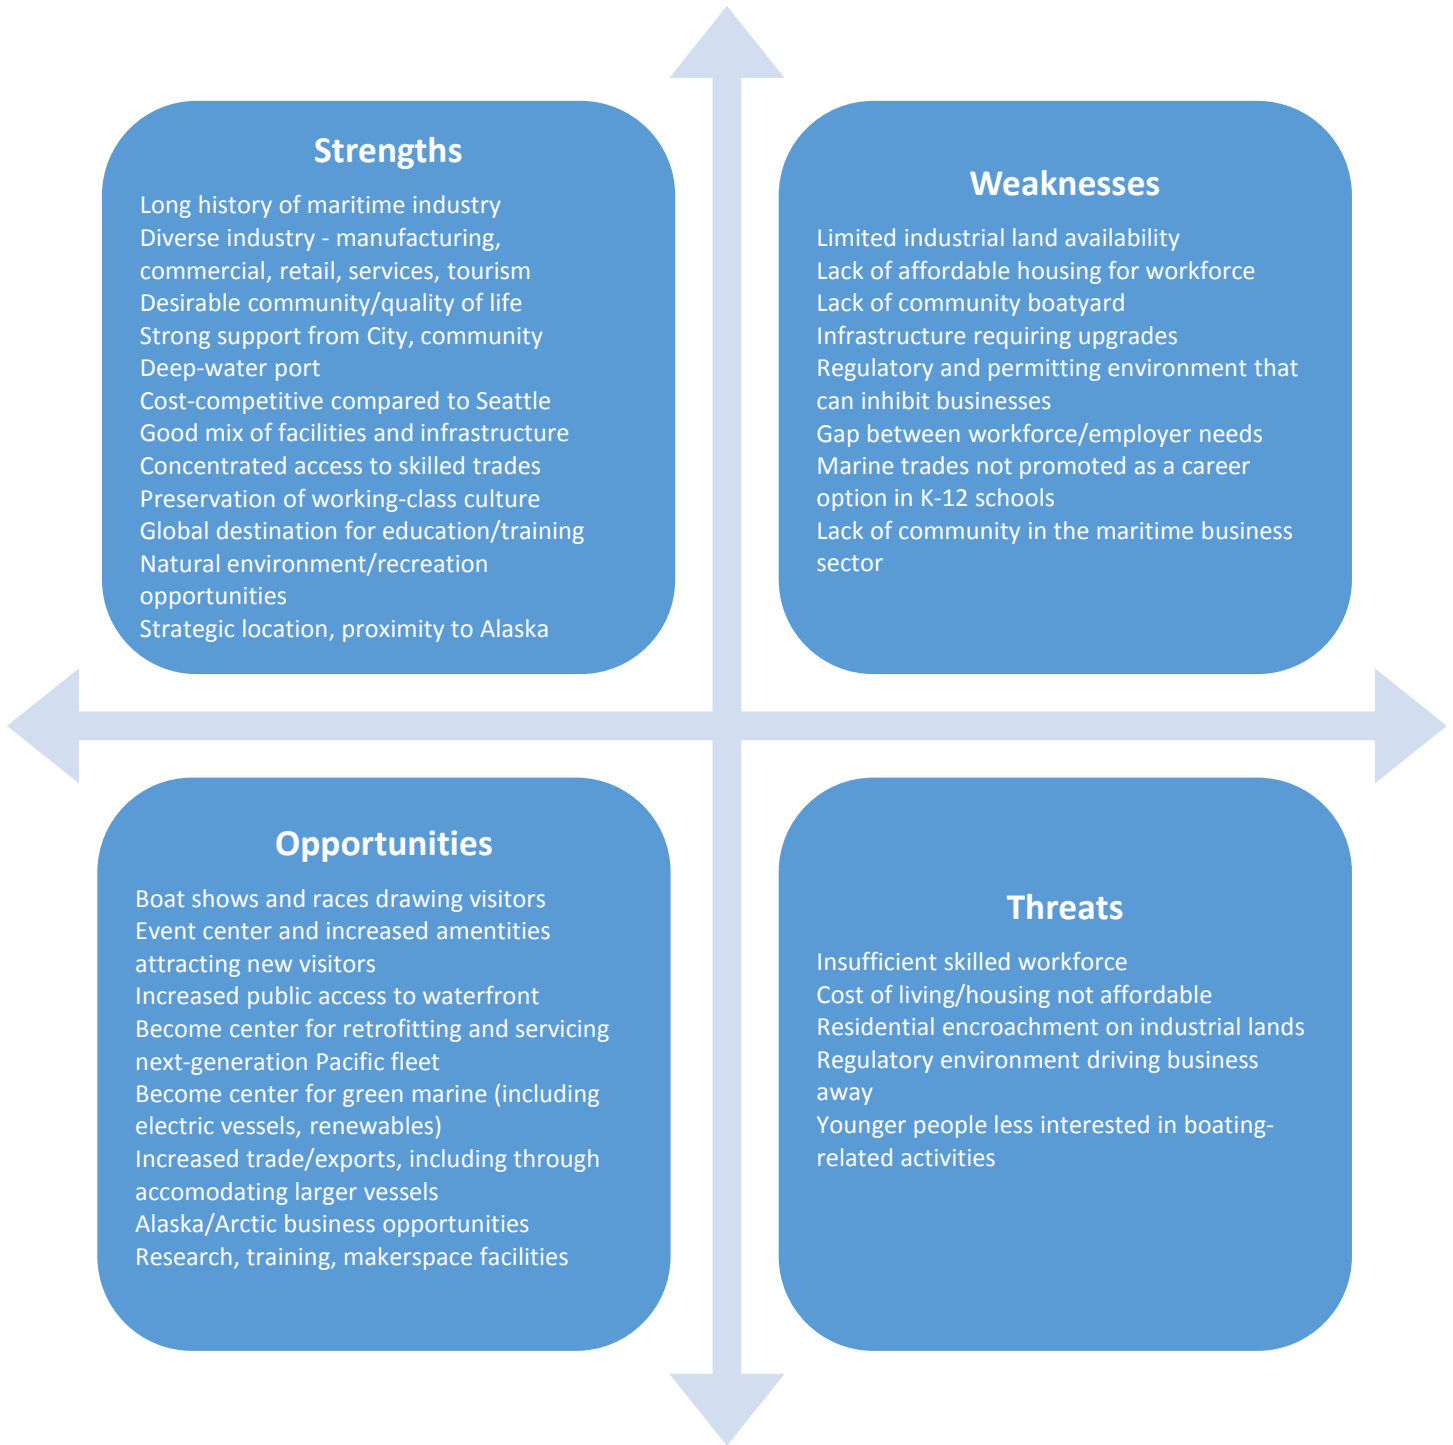 Strengths
Long history of maritime industry
Diverse industry - manufacturing,
commercial, retail, services, tourism
Desirable community/quality of life
Strong support from City, community
Deep-water port
Cost-competitive compared to Seattle
Good mix of facilities and infrastructure
Concentrated access to skilled trades
Preservation of working-class culture
Global destination for education/training
Natural environment/recreation
opportunities
Strategic location, proximity to Alaska
Weaknesses
Limited industrial land availability
Lack of affordable housing for workforce
Lack of community boatyard
Infrastructure requiring upgrades
Regulatory and permitting environment that
can inhibit businesses
Gap between workforce/employer needs
Marine trades not promoted as a career
option in K-12 schools
Lack of community in the maritime business
sector
Opportunities
Boat shows and races drawing visitors
Event center and increased amentities
attracting new visitors
Increased public access to waterfront
Become center for retrofitting and servicing
next-generation Pacific fleet
Become center for green marine (including
electric vessels, renewables)
Increased trade/exports, including through
accomodating larger vessels
Alaska/Arctic business opportunities
Research, training, makerspace facilities
Threats
Insufficient skilled workforce
Cost of living/housing not affordable
Residential encroachment on industrial lands
Regulatory environment driving business
away
Younger people less interested in boating-
related activities